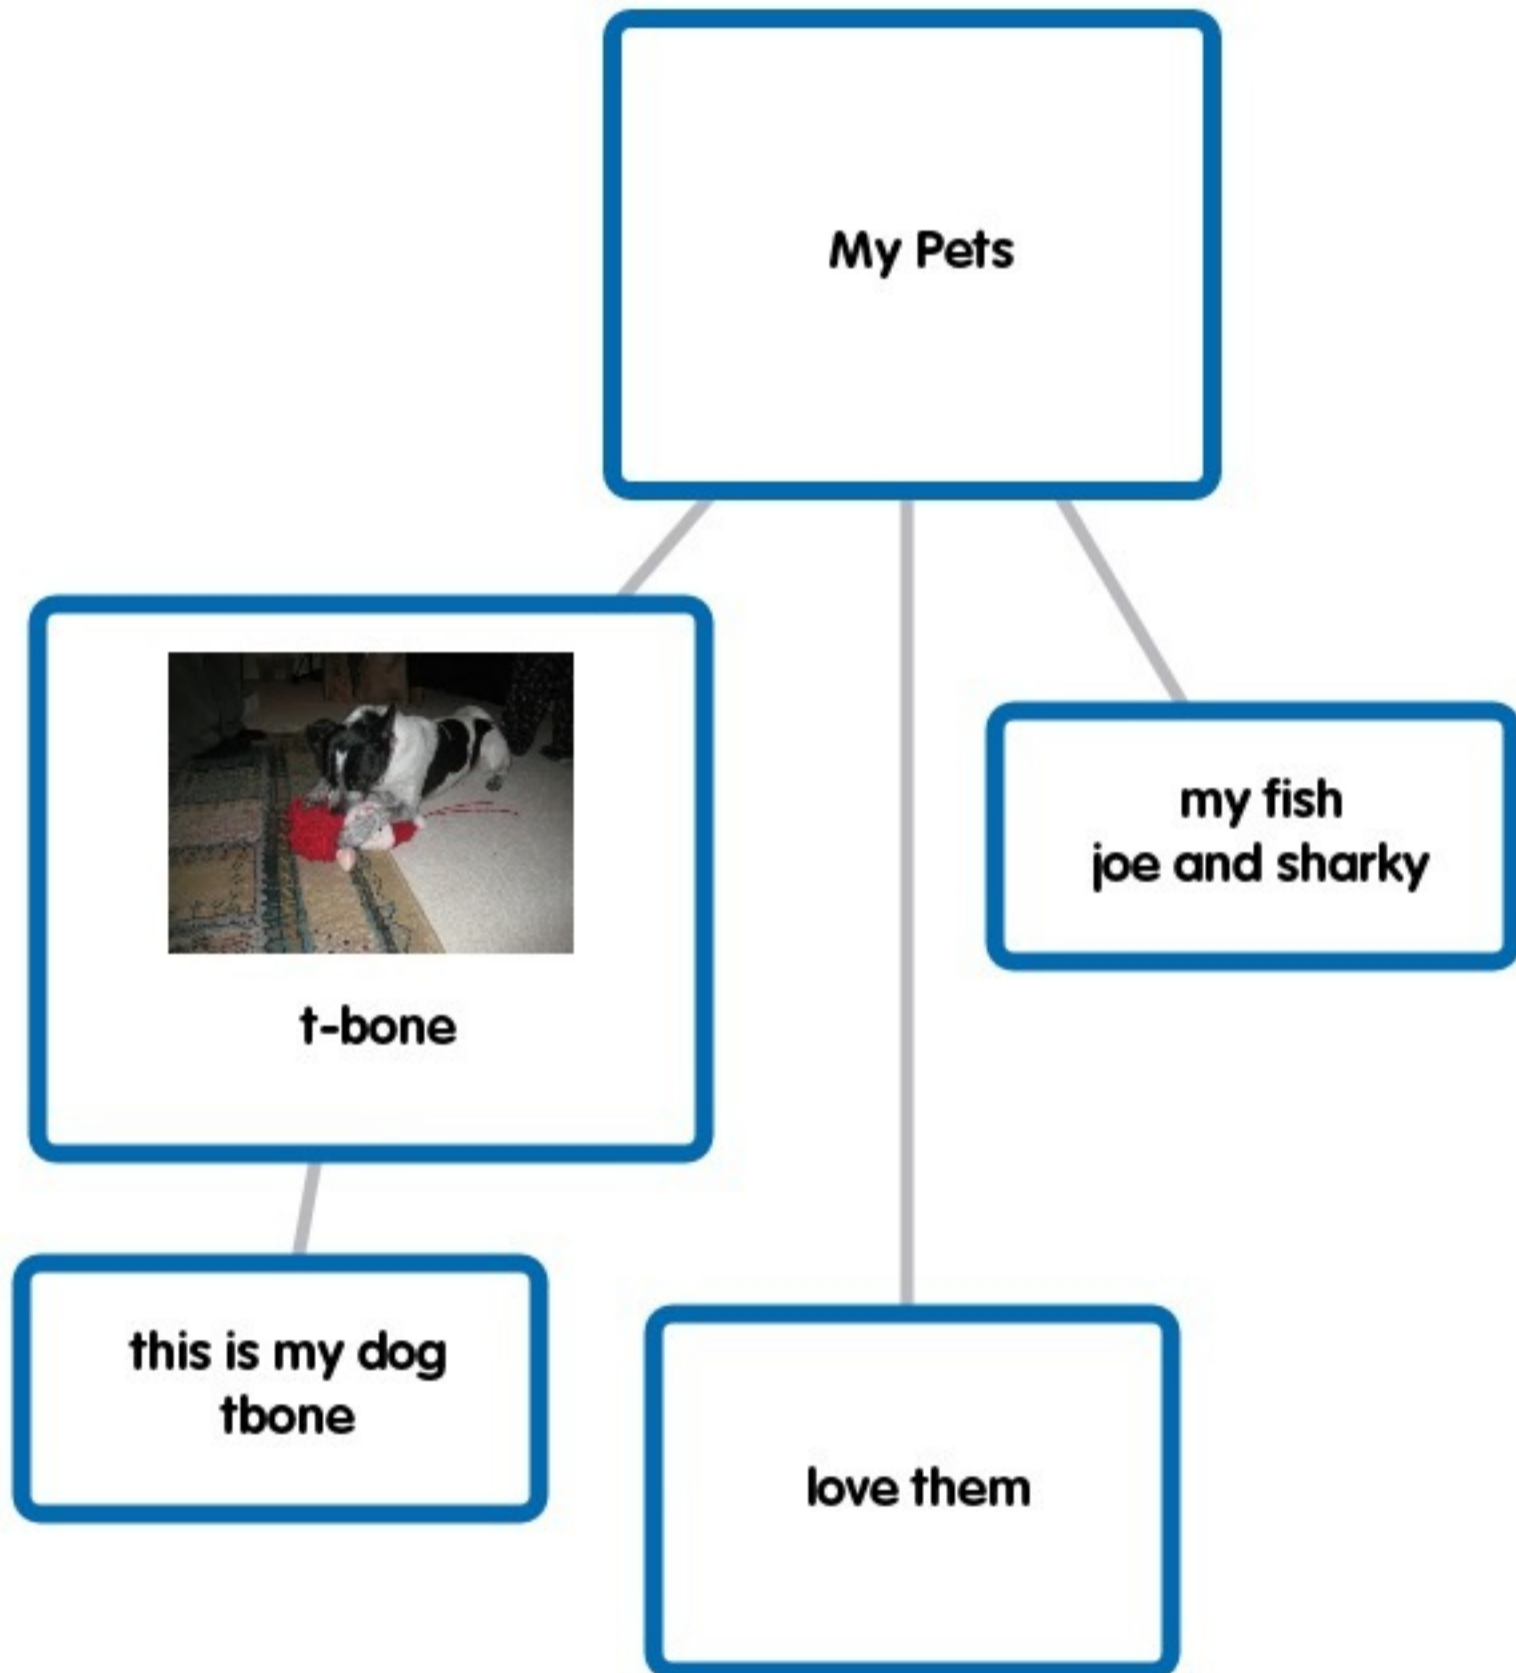 My Pets
t-bone
my fish
joe and sharky
this is my dog
tbone
love them